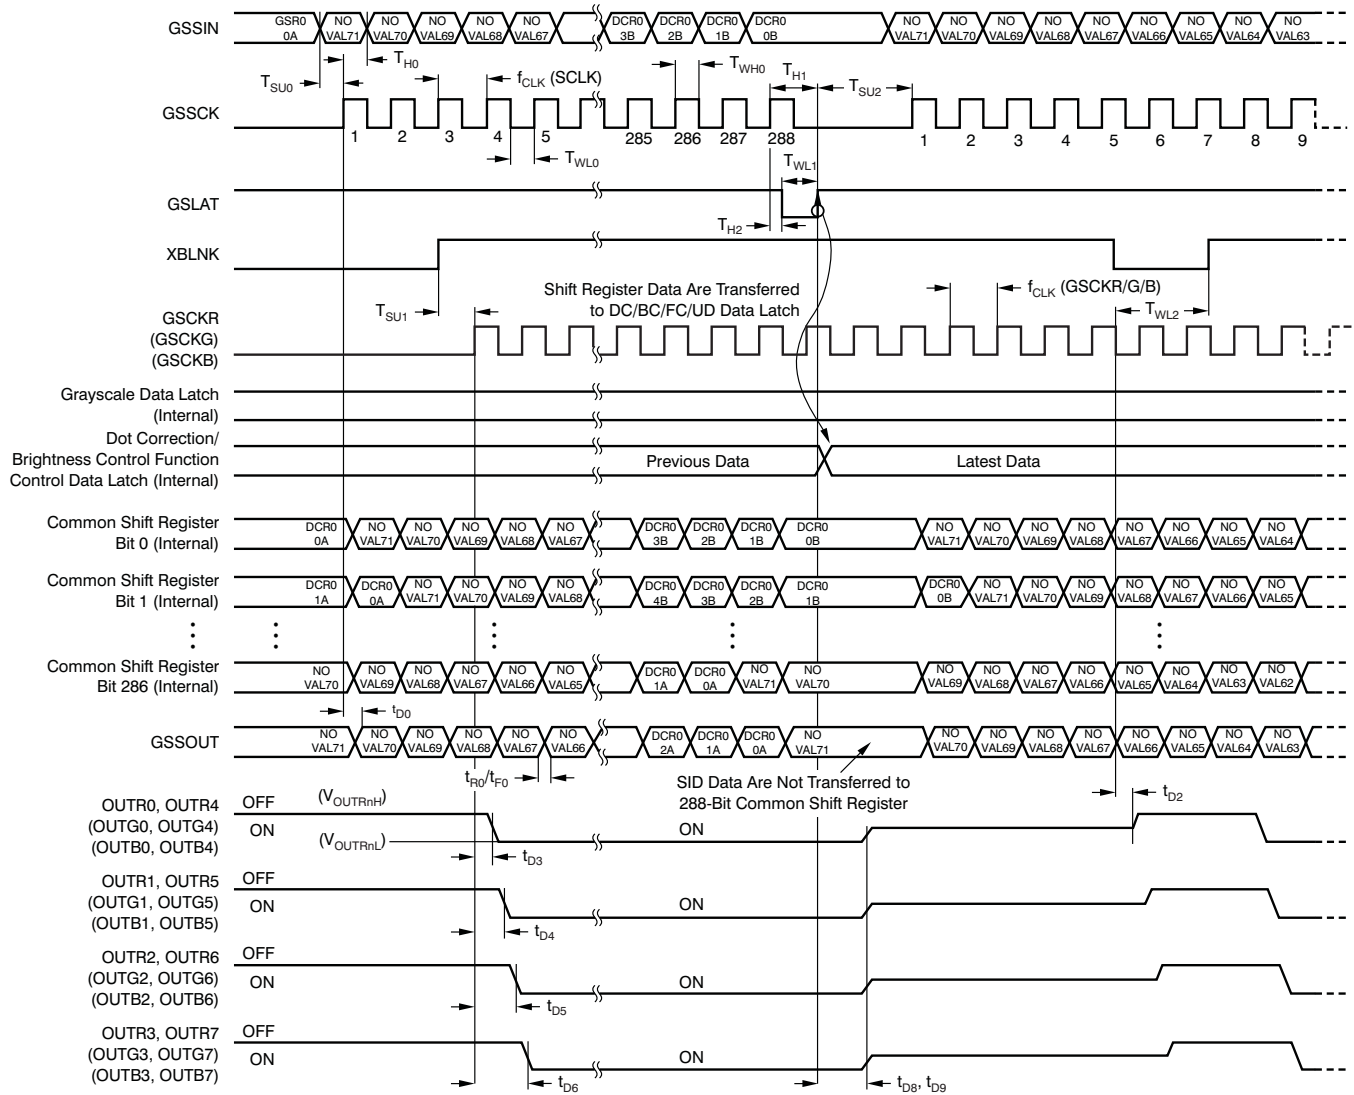 GSSIN
GSR0 0A
NO VAL71
NO VAL70
NO VAL69
NO VAL68
NO VAL67
DCR0 3B
DCR0 2B
DCR0 1B
DCR0 0B
NO VAL71
NO VAL70
NO VAL69
NO VAL68
NO VAL67
NO VAL66
NO VAL65
NO VAL64
NO VAL63
TSU0
TH0
fCLK (SCLK)
TWH0
TH1
TSU2
GSSCK
1 2 3 4 5 285 286 287 288 1 2 3 4 5 6 7 8 9
TWL0
TWL1
GSLAT
TH2
XBLNK
Shift Register Data Are Transferred
to DC/BC/FC/UD Data Latch
fCLK (GSCKR/G/B)
TSU1
TWL2
GSCKR
(GSCKG)
(GSCKB)
Grayscale Data Latch
(Internal)
Dot Correction/
Brightness Control Function
Control Data Latch (Internal)
Previous Data
Latest Data
Common Shift Register
Bit 0 (Internal)
DCR0 0A
NO VAL71
NO VAL70
NO VAL69
NO VAL68
NO VAL67
DCR0 3B
DCR0 2B
DCR0 1B
DCR0 0B
NO VAL71
NO VAL70
NO VAL69
NO VAL68
NO VAL67
NO VAL66
NO VAL65
NO VAL64
Common Shift Register
Bit 1 (Internal)
DCR0 1A
DCR0 0A
NO VAL71
NO VAL70
NO VAL69
NO VAL68
DCR0 4B
DCR0 3B
DCR0 2B
DCR0 1B
DCR0 0B
NO VAL71
NO VAL70
NO VAL69
NO VAL68
NO VAL67
NO VAL66
NO VAL65
Common Shift Register
Bit 286 (Internal)
NO VAL70
NO VAL69
NO VAL68
NO VAL67
NO VAL66
NO VAL65
DCR0 1A
DCR0 0A
NO VAL71
NO VAL70
NO VAL69
NO VAL68
NO VAL67
NO VAL66
NO VAL65
NO VAL64
NO VAL63
NO VAL62
tD0
GSSOUT
NO VAL71
NO VAL70
NO VAL69
NO VAL68
NO VAL67
NO VAL66
DCR0 2A
DCR0 1A
DCR0 0A
NO VAL71
NO VAL70
NO VAL69
NO VAL68
NO VAL67
NO VAL66
NO VAL65
NO VAL64
NO VAL63
tR0/tF0
SID Data Are Not Transferred to
288-Bit Common Shift Register
tD2
OUTR0, OUTR4
(OUTG0, OUTG4)
(OUTB0, OUTB4)
OFF
ON
(VOUTRnH)
(VOUTRnL)
ON
tD3
OUTR1, OUTR5
(OUTG1, OUTG5)
(OUTB1, OUTB5)
OFF
ON
ON
tD4
OUTR2, OUTR6
(OUTG2, OUTG6)
(OUTB2, OUTB6)
OFF
ON
ON
tD5
OUTR3, OUTR7
(OUTG3, OUTG7)
(OUTB3, OUTB7)
OFF
ON
ON
tD6
tD8, tD9